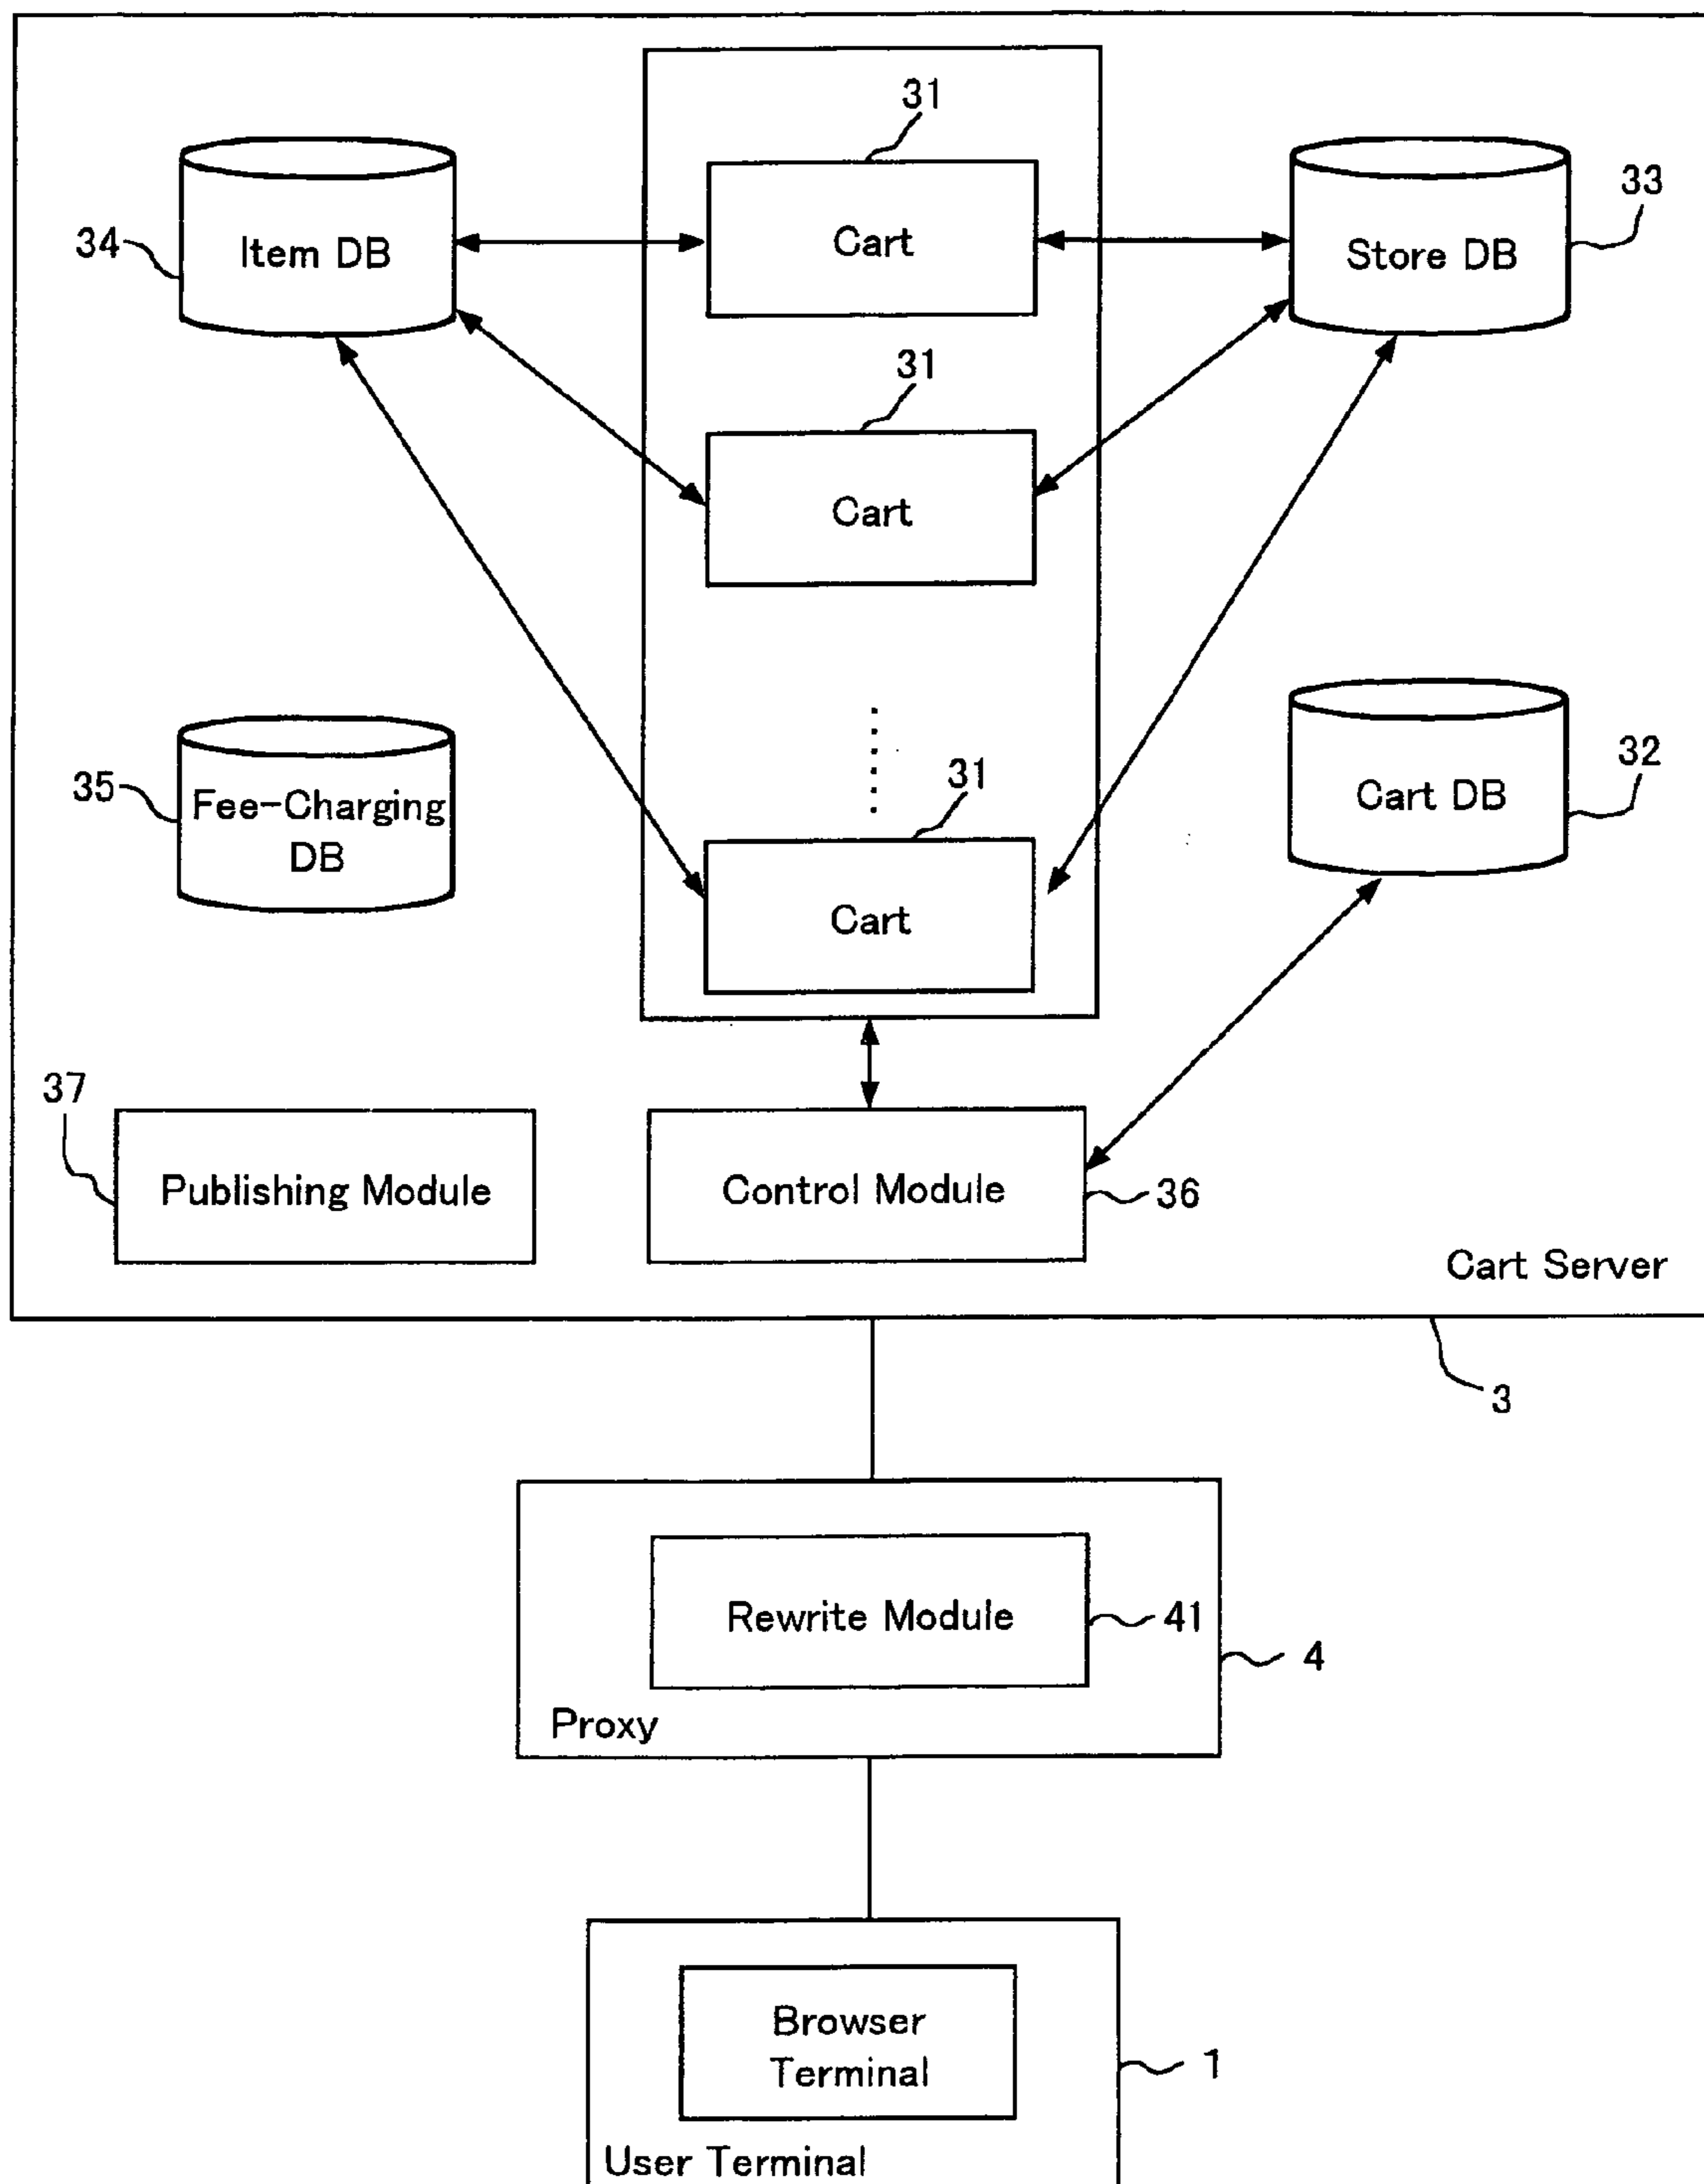 31
34
Item DB
Cart
Store DB
33
31
Cart
35
Fee-Charging
DB
31
Cart
Cart DB
32
37
Publishing Module
Control Module
36
Cart Server
3
Rewrite Module
41
4
Proxy
Browser
Terminal
1
User Terminal